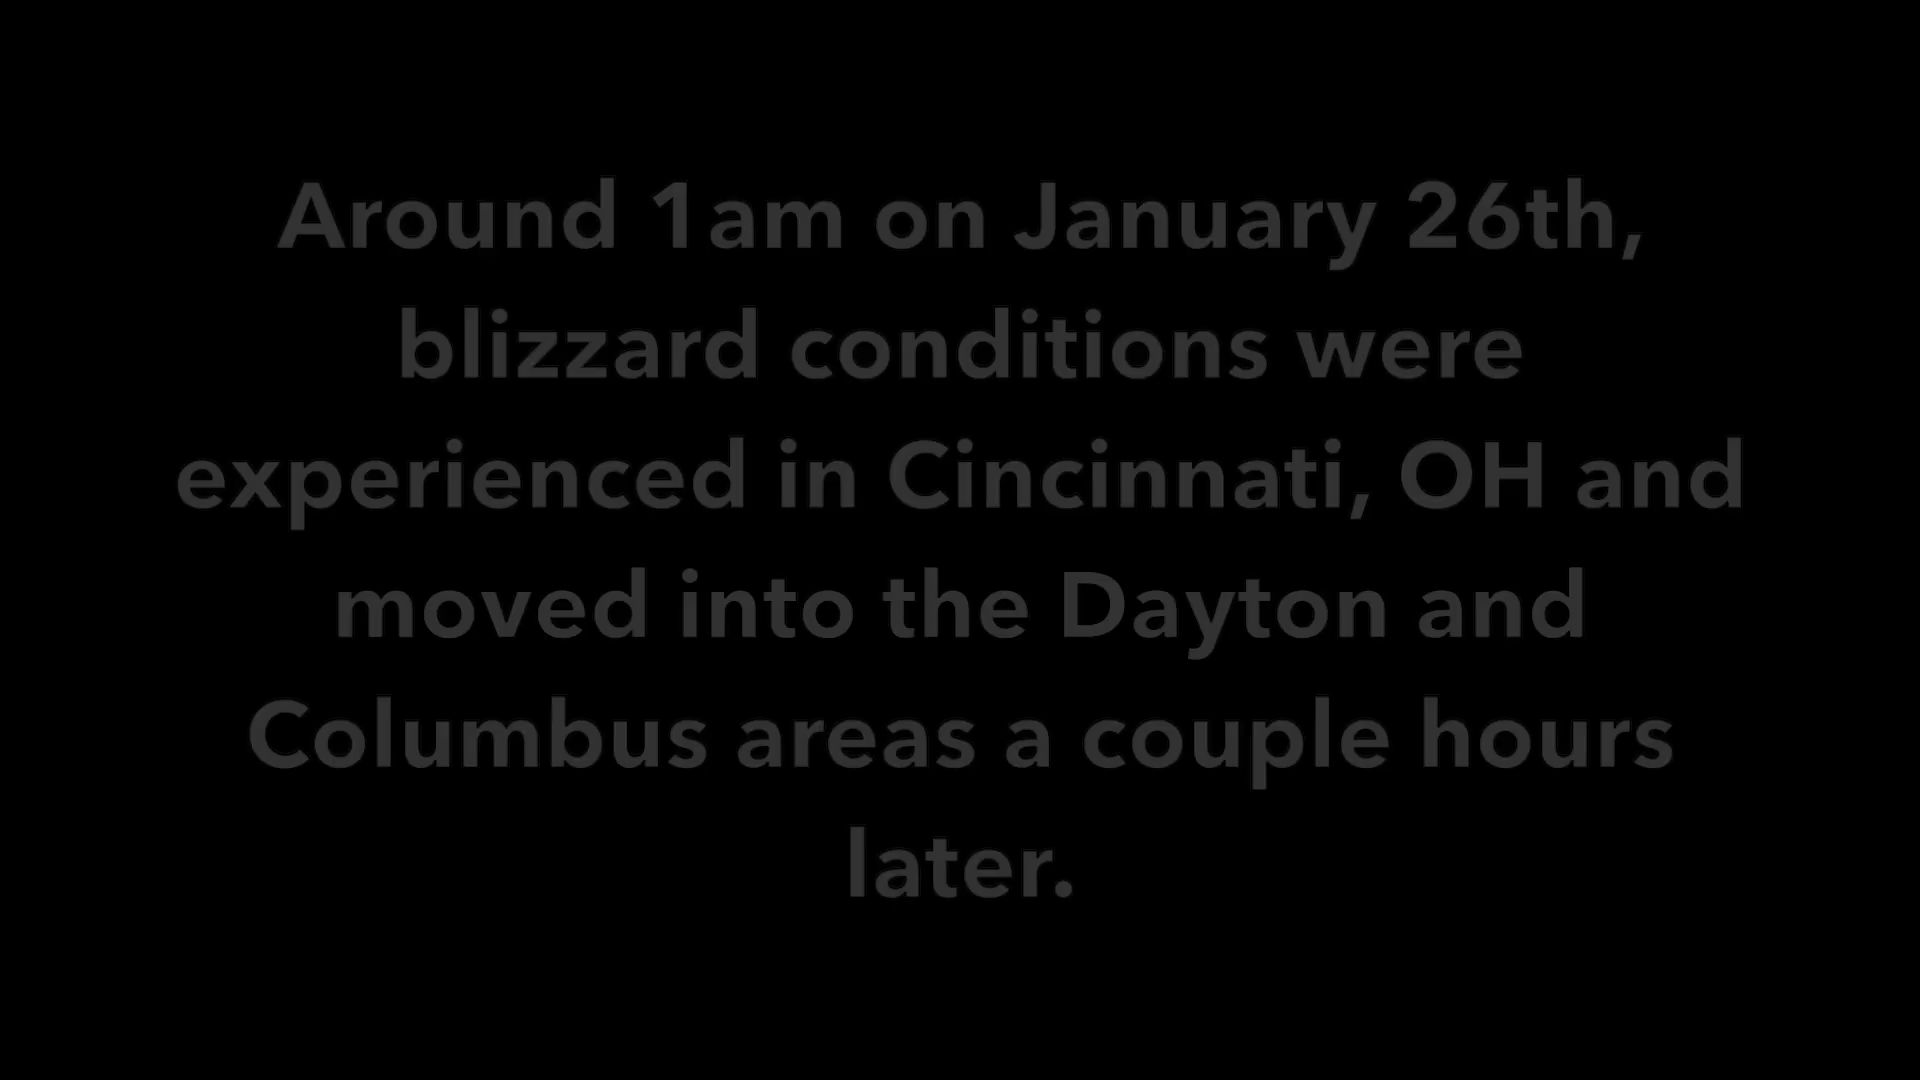 Around 1am on January 26th,
blizzard conditions were
experienced in Cincinnati, OH and
moved into the Dayton and
Columbus areas a couple hours
later.